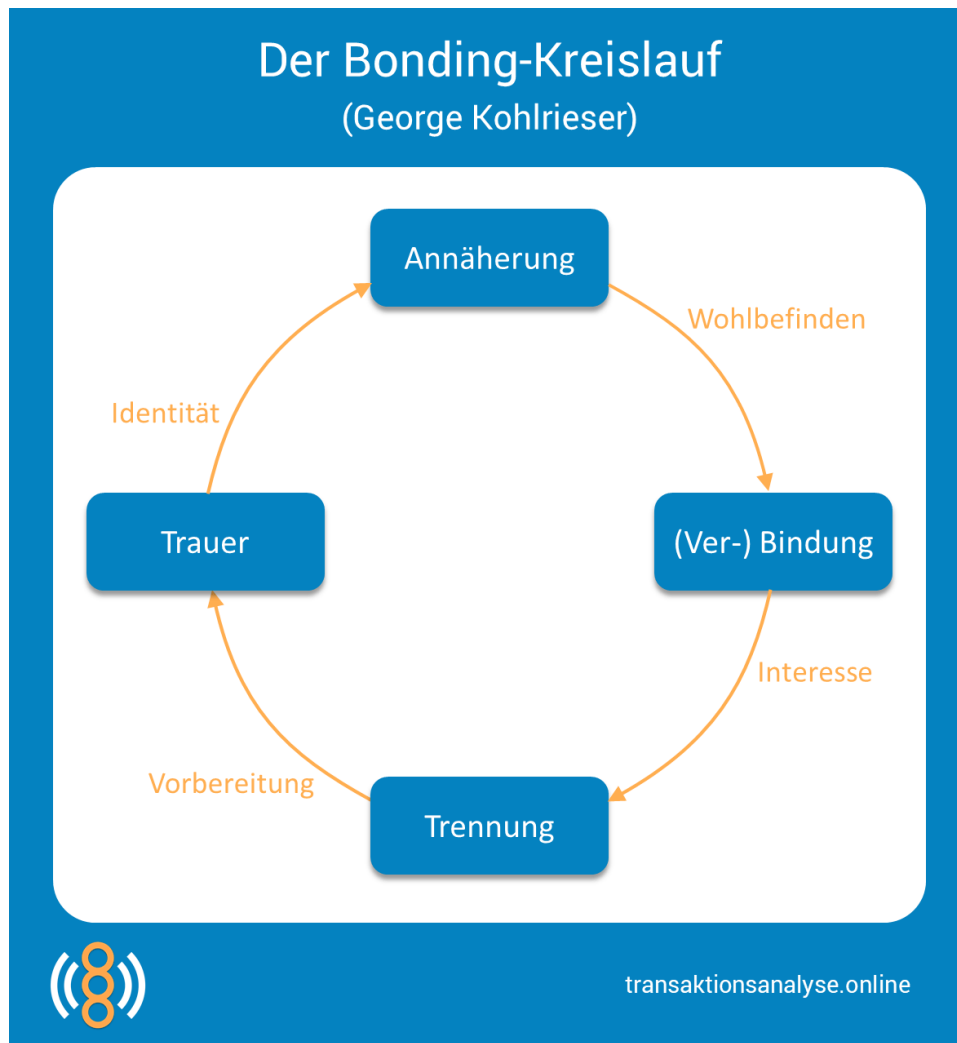 Der Bonding-Kreislauf
(George Kohlrieser)
Annäherung
Wohlbefinden
Identität
Trauer
(Ver-) Bindung
Interesse
Vorbereitung
Trennung
transaktionsanalyse.online